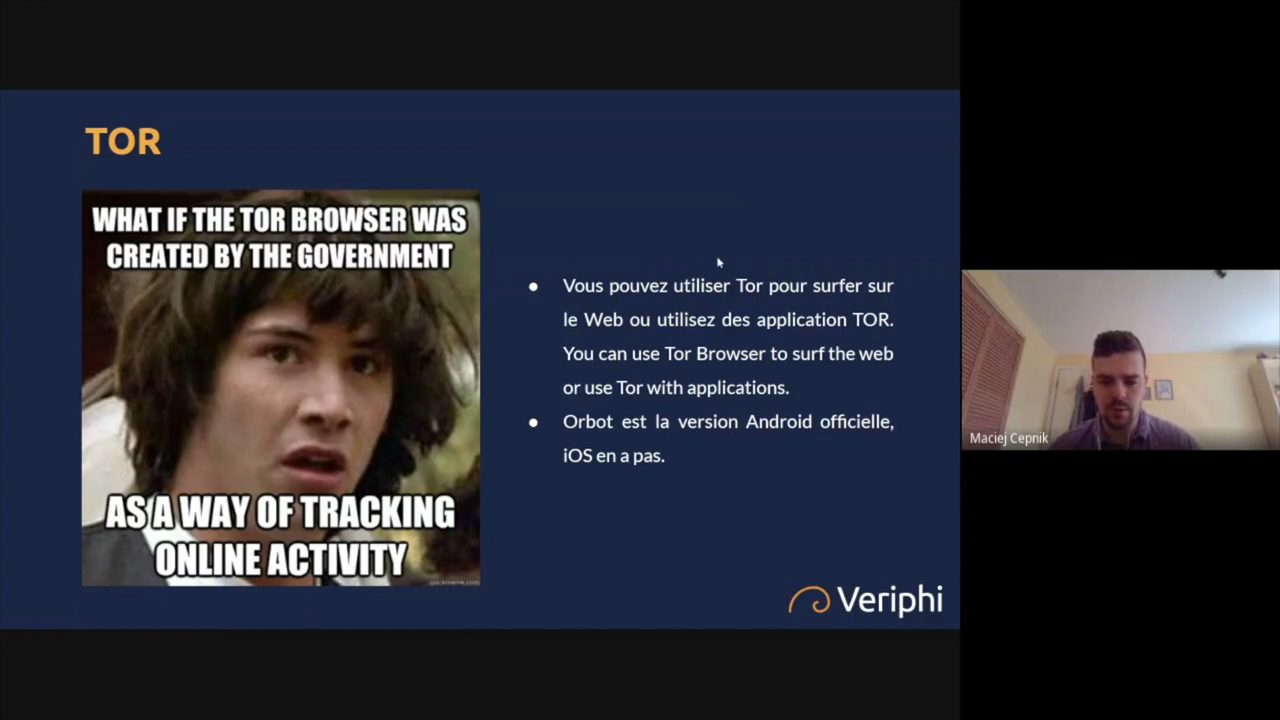 TOR
WHAT IF THE TOR BROWSER WAS
CREATED BY THE GOVERNMENT
AS A WAY OF TRACKING
ONLINE ACTIVITY
quickmeme.com
● Vous pouvez utiliser Tor pour surfer sur
le Web ou utilisez des application TOR.
You can use Tor Browser to surf the web
or use Tor with applications.
● Orbot est la version Android officielle,
iOS en a pas.
Veriphi
Maciej Cepnik